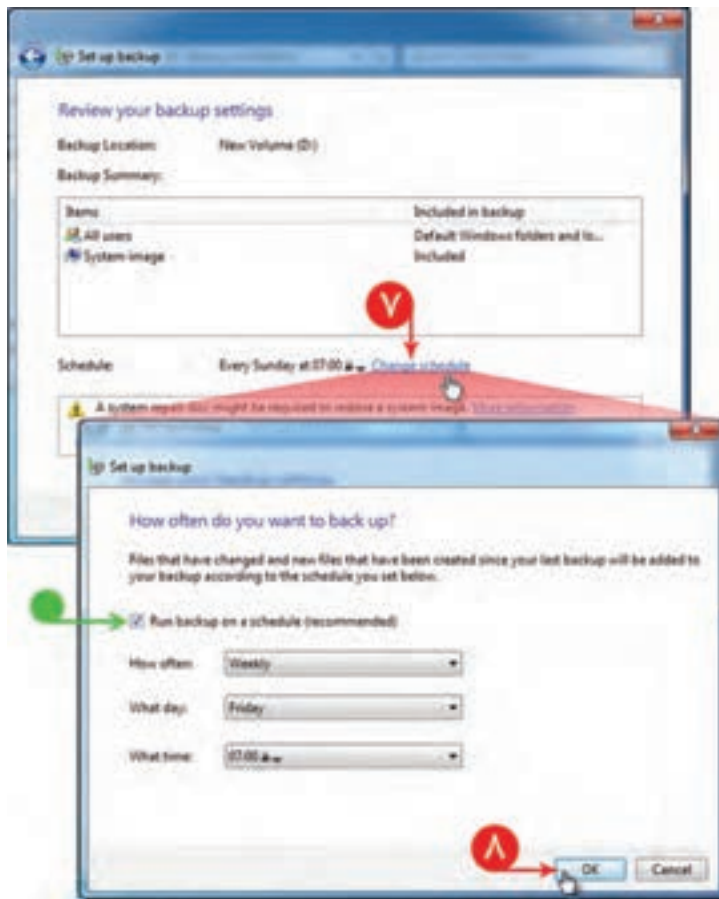 Set up backup
Review your backup settings
Backup Location: New Volume (D:)
Backup Summary:
Items Included in backup
All users Default Windows folders and lo...
System image Included
۷
Schedule: Every Sunday at 07:00 Change schedule
A system repair disc might be required to restore a system image. More information
Set up backup
How often do you want to back up?
Files that have changed and new files that have been created since your last backup will be added to
your backup according to the schedule you set below.
Run backup on a schedule (recommended)
How often: Weekly
What day: Friday
What time: 07:00
۸
OK Cancel